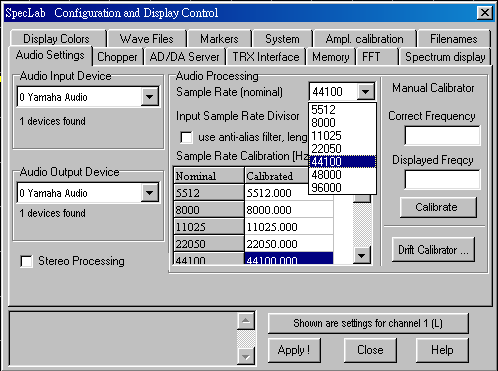 SpecLab Configuration and Display Control
Display Colors Wave Files Markers System Ampl. calibration Filenames
Audio Settings Chopper AD/DA Server TRX Interface Memory FFT Spectrum display
Audio Input Device
0 Yamaha Audio
1 devices found
Audio Output Device
0 Yamaha Audio
1 devices found
Stereo Processing
Audio Processing
Sample Rate (nominal) 44100
5512
8000
11025
22050
44100
48000
96000
Input Sample Rate Divisor
use anti-alias filter, leng
Sample Rate Calibration [Hz
Nominal Calibrated
5512 5512.000
8000 8000.000
11025 11025.000
22050 22050.000
44100 44100.000
Manual Calibrator
Correct Frequency
Displayed Freqcy
Calibrate
Drift Calibrator ...
Shown are settings for channel 1 (L)
Apply ! Close Help